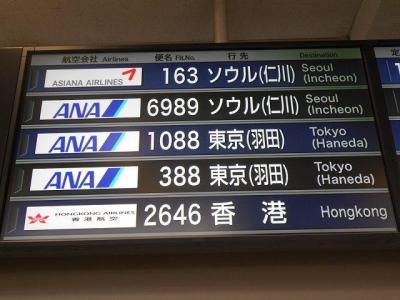 航空会社 Airlines 便名 Flt.No. 行先 Destination
ASIANA AIRLINES 163 ソウル(仁川) Seoul (Incheon)
ANA 6989 ソウル(仁川) Seoul (Incheon)
ANA 1088 東京(羽田) Tokyo (Haneda)
ANA 388 東京(羽田) Tokyo (Haneda)
HONGKONG AIRLINES 香港航空 2646 香港 Hongkong